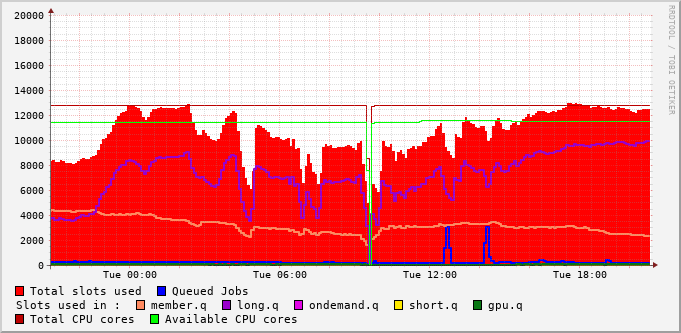 RRDTOOL / TOBI OETIKER
20000
18000
16000
14000
12000
10000
8000
6000
4000
2000
0
Tue 00:00 Tue 06:00 Tue 12:00 Tue 18:00
Total slots used Queued Jobs
Slots used in : member.q long.q ondemand.q short.q gpu.q
Total CPU cores Available CPU cores